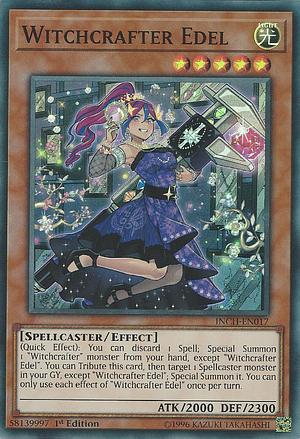 WITCHCRAFTER EDEL
LIGHT
光
INCH-EN017
[SPELLCASTER/EFFECT]
(Quick Effect): You can discard 1 Spell; Special Summon
1 "Witchcrafter" monster from your hand, except "Witchcrafter
Edel". You can Tribute this card, then target 1 Spellcaster monster
in your GY, except "Witchcrafter Edel"; Special Summon it. You can
only use each effect of "Witchcrafter Edel" once per turn.
ATK/2000 DEF/2300
58139997 1st Edition ©1996 KAZUKI TAKAHASHI